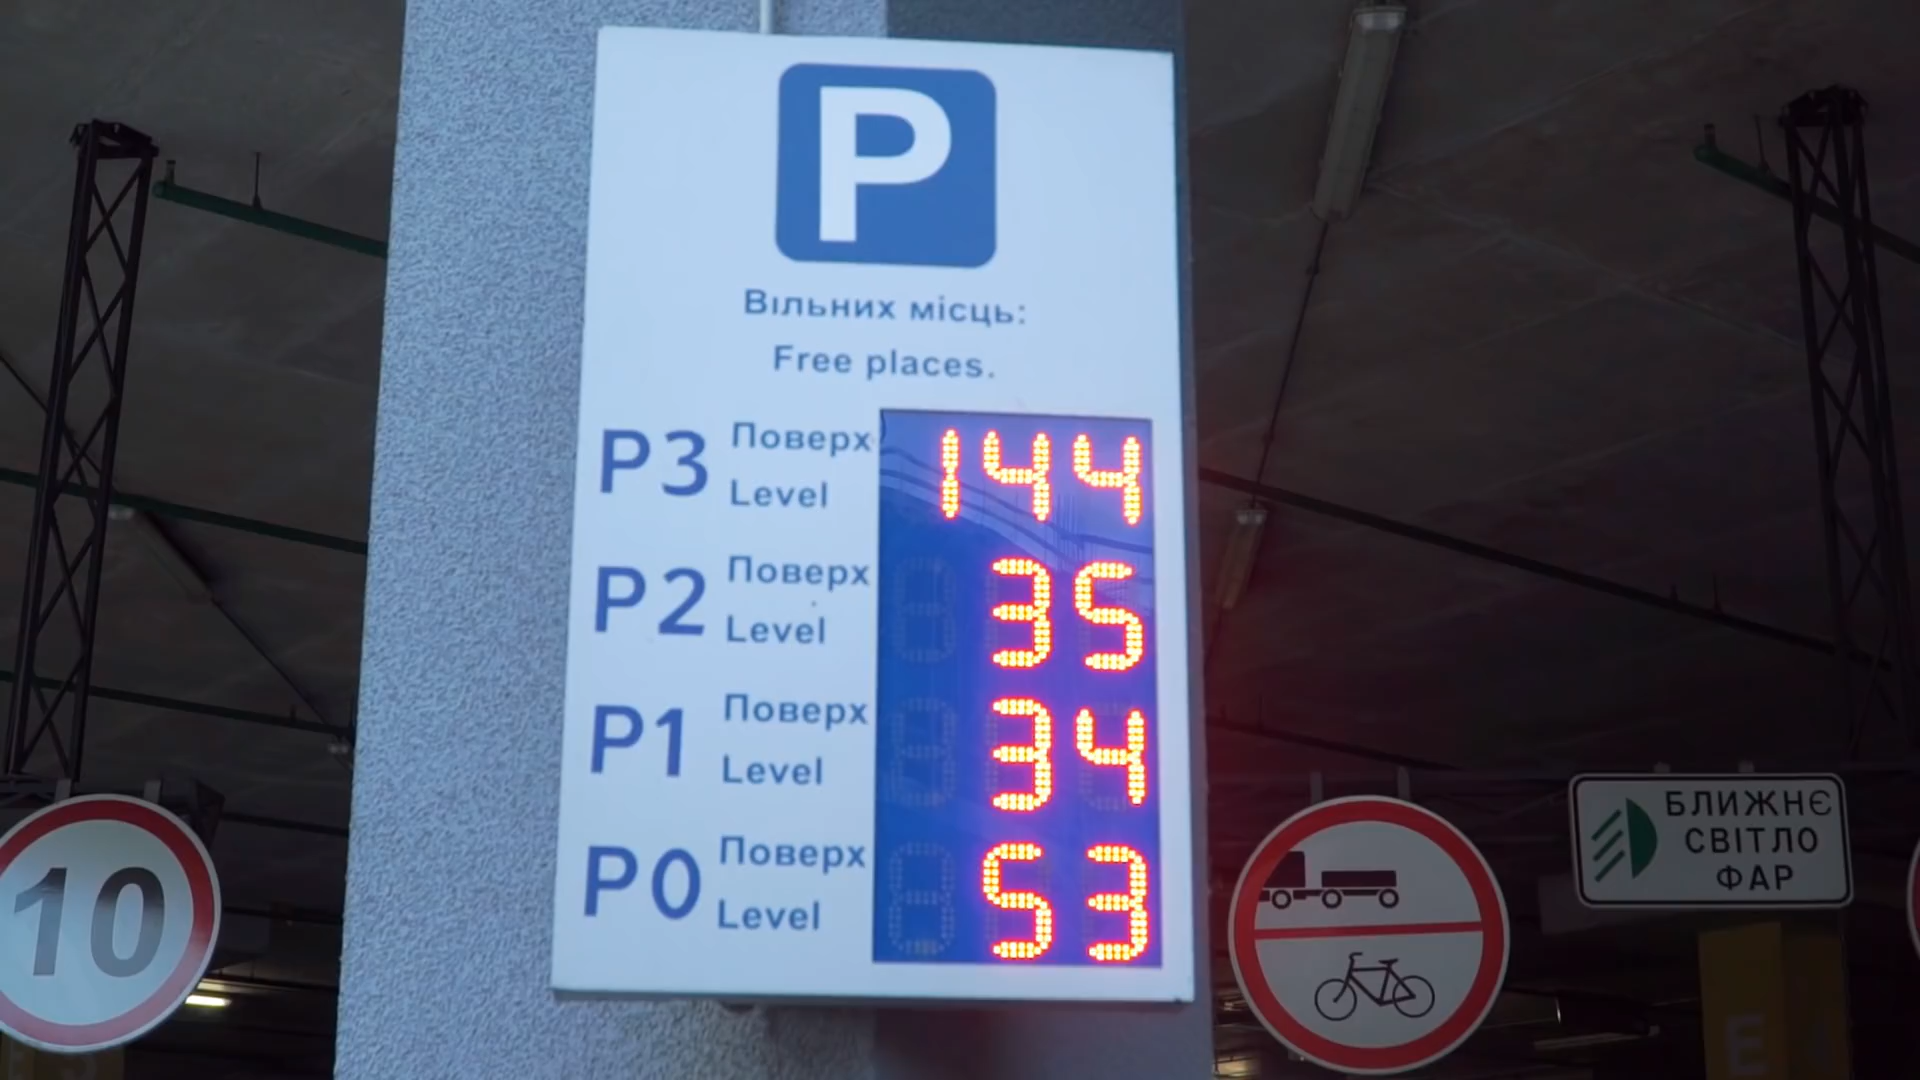 P
Вільних місць:
Free places.
P3 Поверх Level 144
P2 Поверх Level 35
P1 Поверх Level 34
P0 Поверх Level 53
10
БЛИЖНЄ
СВІТЛО
ФАР
E